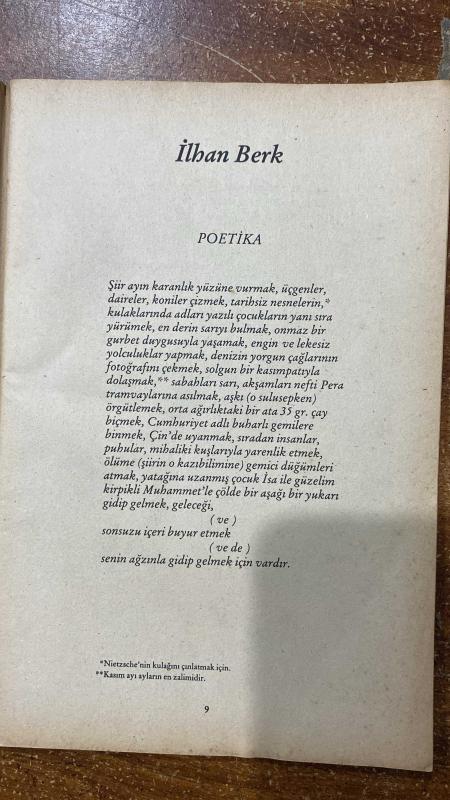 İlhan Berk
POETİKA
Şiir ayın karanlık yüzüne vurmak, üçgenler,
daireler, koniler çizmek, tarihsiz nesnelerin,*
kulaklarında adları yazılı çocukların yanı sıra
yürümek, en derin sarıyı bulmak, onmaz bir
gurbet duygusuyla yaşamak, engin ve lekesiz
yolculuklar yapmak, denizin yorgun çağlarının
fotoğrafını çekmek, solgun bir kasımpatıyla
dolaşmak,** sabahları sarı, akşamları nefti Pera
tramvaylarına asılmak, aşkı (o sulusepken)
örgütlemek, orta ağırlıktaki bir ata 35 gr. çay
biçmek, Cumhuriyet adlı buharlı gemilere
binmek, Çin'de uyanmak, sıradan insanlar,
puhular, mihaliki kuşlarıyla yarenlik etmek,
ölüme (şiirin o kazıbilimine) gemici düğümleri
atmak, yatağına uzanmış çocuk İsa ile güzelim
kirpikli Muhammet'le çölde bir aşağı bir yukarı
gidip gelmek, geleceği,
( ve )
sonsuzu içeri buyur etmek
( ve de )
senin ağzınla gidip gelmek için vardır.
*Nietzsche'nin kulağını çınlatmak için.
**Kasım ayı ayların en zalimidir.
9